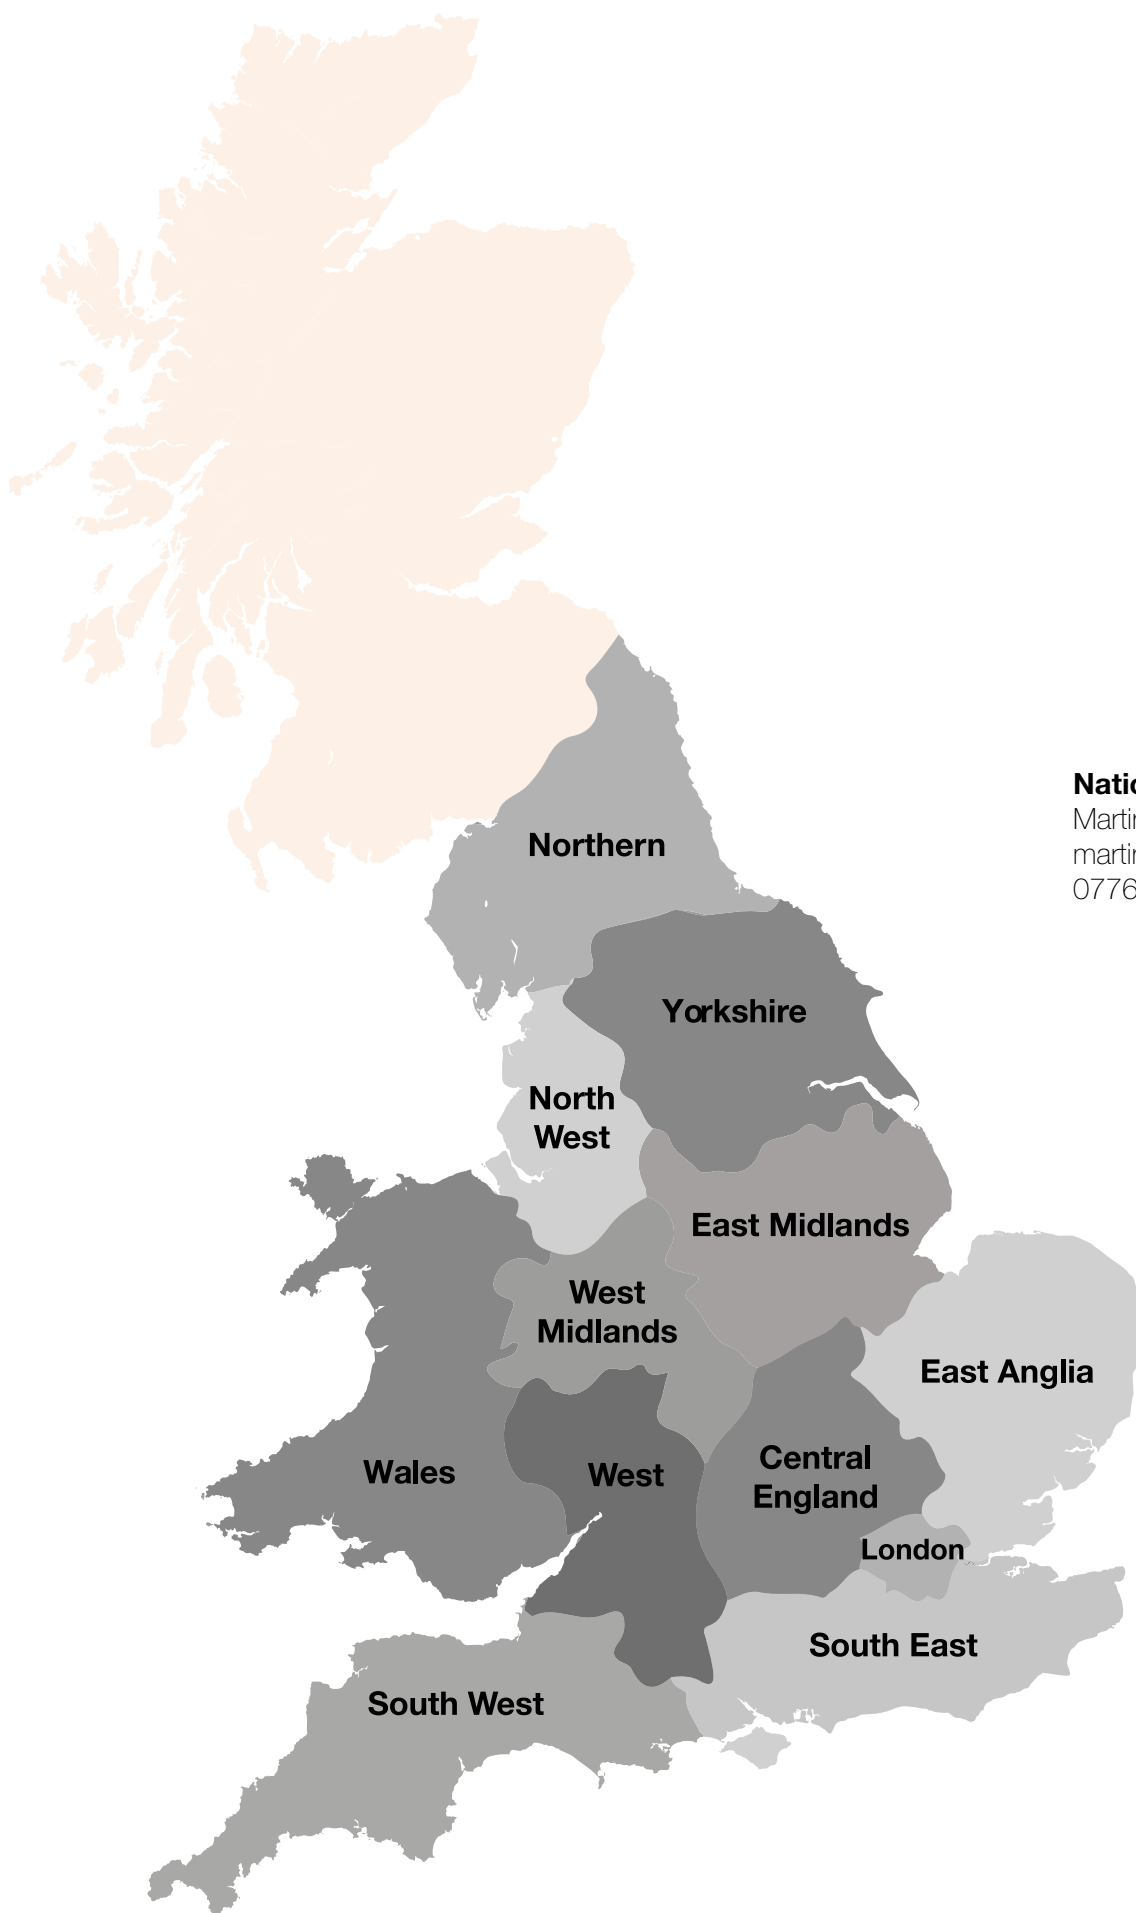 Northern
Yorkshire
North
West
East Midlands
West
Midlands
East Anglia
Wales
West
Central
England
London
South East
South West
0776